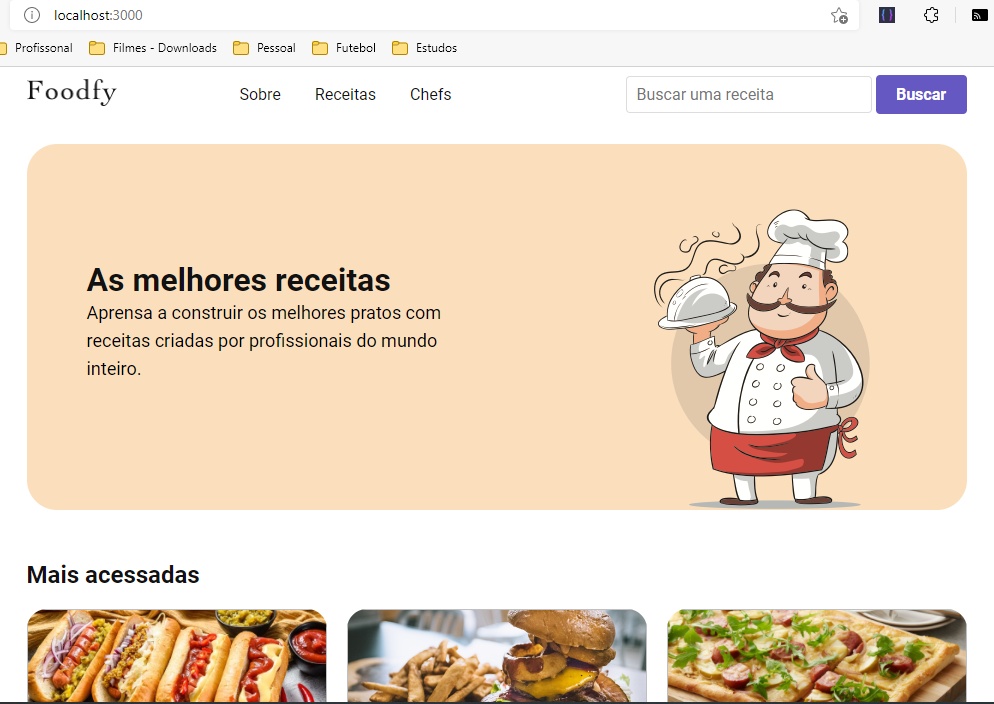 localhost:3000
Profissonal Filmes - Downloads Pessoal Futebol Estudos
Foodfy Sobre Receitas Chefs Buscar uma receita Buscar
As melhores receitas
Aprensa a construir os melhores pratos com
receitas criadas por profissionais do mundo
inteiro.
Mais acessadas